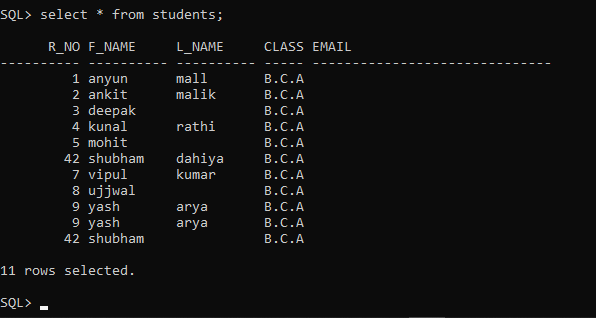 SQL> select * from students;
      R_NO F_NAME     L_NAME     CLASS EMAIL
---------- ---------- ---------- ----- ------------------------------
         1 anyun      mall       B.C.A
         2 ankit      malik      B.C.A
         3 deepak                B.C.A
         4 kunal      rathi      B.C.A
         5 mohit                 B.C.A
        42 shubham    dahiya     B.C.A
         7 vipul      kumar      B.C.A
         8 ujjwal                B.C.A
         9 yash       arya       B.C.A
         9 yash       arya       B.C.A
        42 shubham               B.C.A
11 rows selected.
SQL>